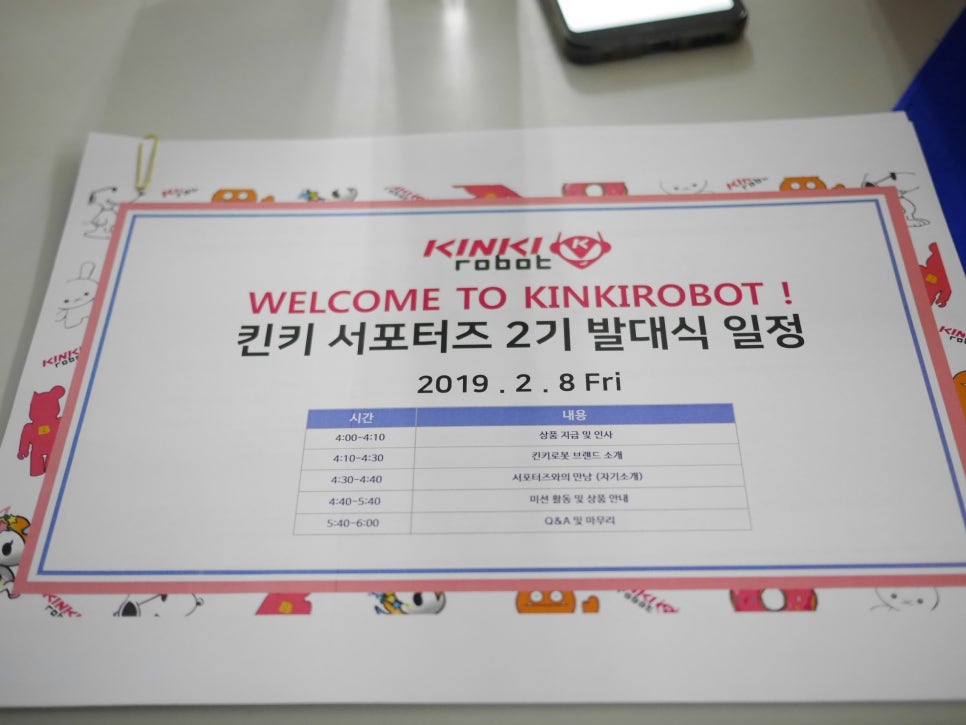 KINKI
robot
K
WELCOME TO KINKIROBOT !
킨키 서포터즈 2기 발대식 일정
2019 . 2 . 8 Fri
시간 내용
4:00-4:10 상품 지급 및 인사
4:10-4:30 킨키로봇 브랜드 소개
4:30-4:40 서포터즈와의 만남 (자기소개)
4:40-5:40 미션 활동 및 상품 안내
5:40-6:00 Q&A 및 마무리
KINKI
robot